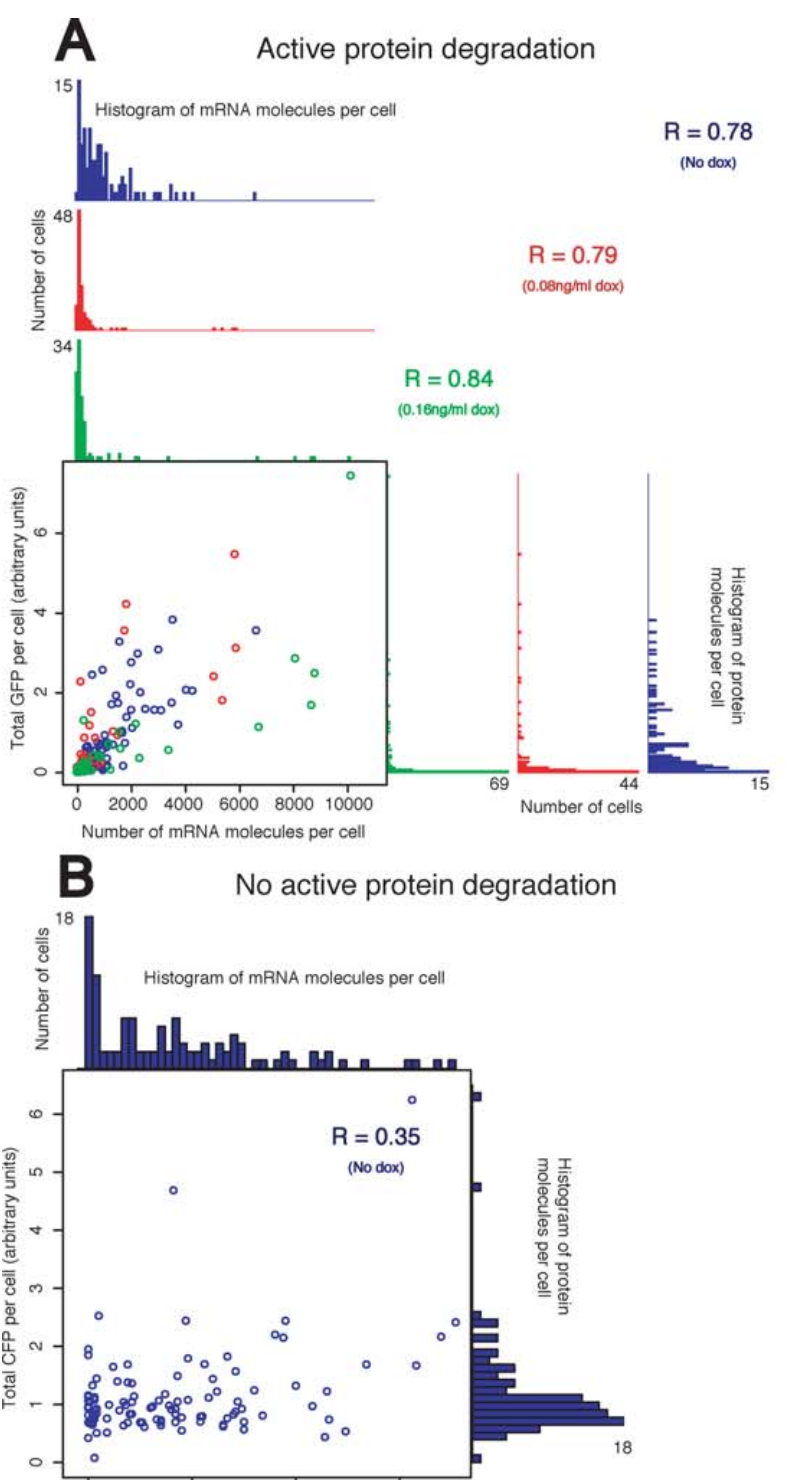 A
Active protein degradation
15
Histogram of mRNA molecules per cell
R = 0.78
(No dox)
48
Number of cells
R = 0.79
(0.08ng/ml dox)
34
R = 0.84
(0.16ng/ml dox)
Total GFP per cell (arbitrary units)
6
4
2
0
0 2000 4000 6000 8000 10000
Number of mRNA molecules per cell
69
44
15
Number of cells
Histogram of protein
molecules per cell
B
No active protein degradation
18
Number of cells
Histogram of mRNA molecules per cell
R = 0.35
(No dox)
Total CFP per cell (arbitrary units)
6
5
4
3
2
1
0
Histogram of protein
molecules per cell
18